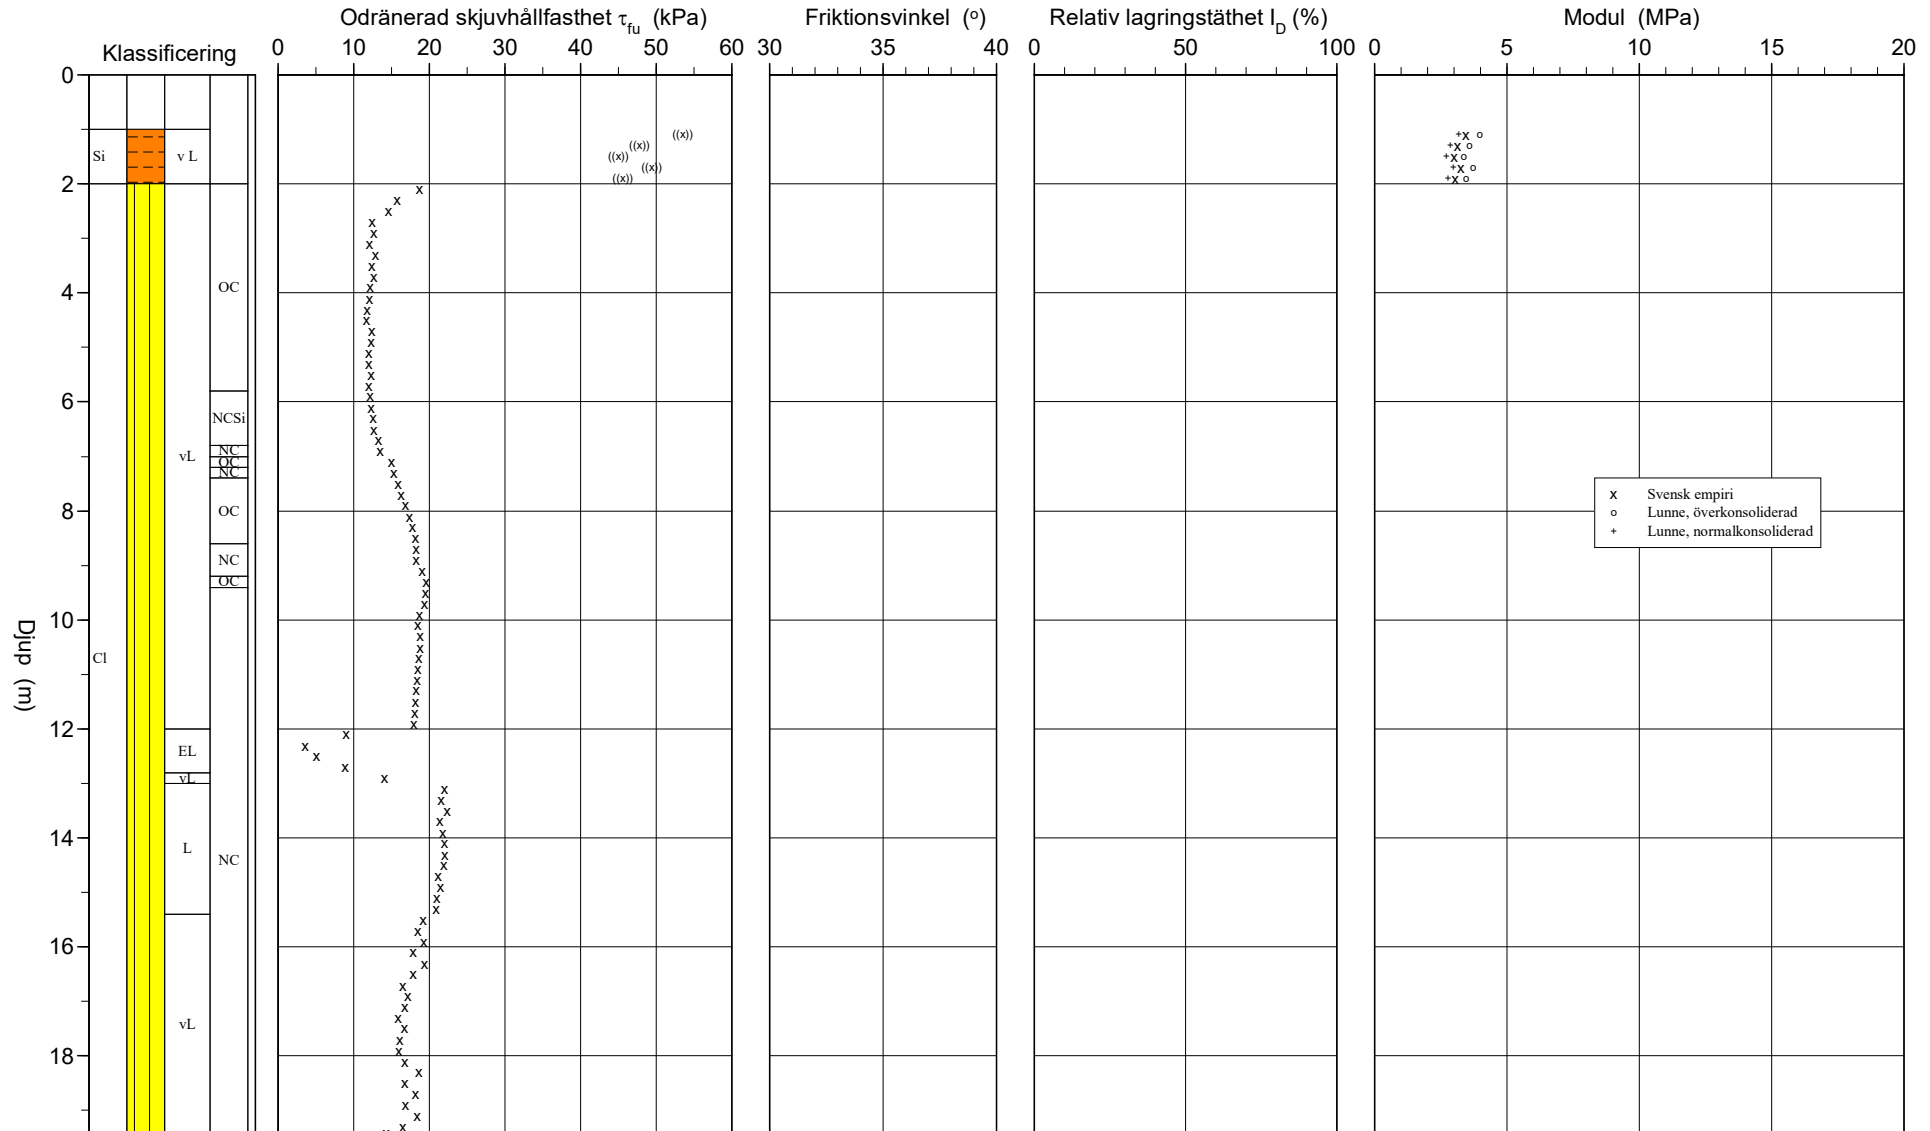 Odränerad skjuvhållfasthet τfu (kPa)
Friktionsvinkel (o)
Relativ lagringstäthet ID (%)
Modul (MPa)
Klassificering
0 10 20 30 40 50 60
30 35 40
0 50 100
0 5 10 15 20
0
2
4
6
8
10
12
14
16
18
Djup (m)
Si
v L
Cl
vL
EL
vL
L
vL
OC
NCSi
NC
OC
NC
OC
NC
OC
NC
((x))
((x))
((x))
((x))
((x))
x Svensk empiri
o Lunne, överkonsoliderad
+ Lunne, normalkonsoliderad